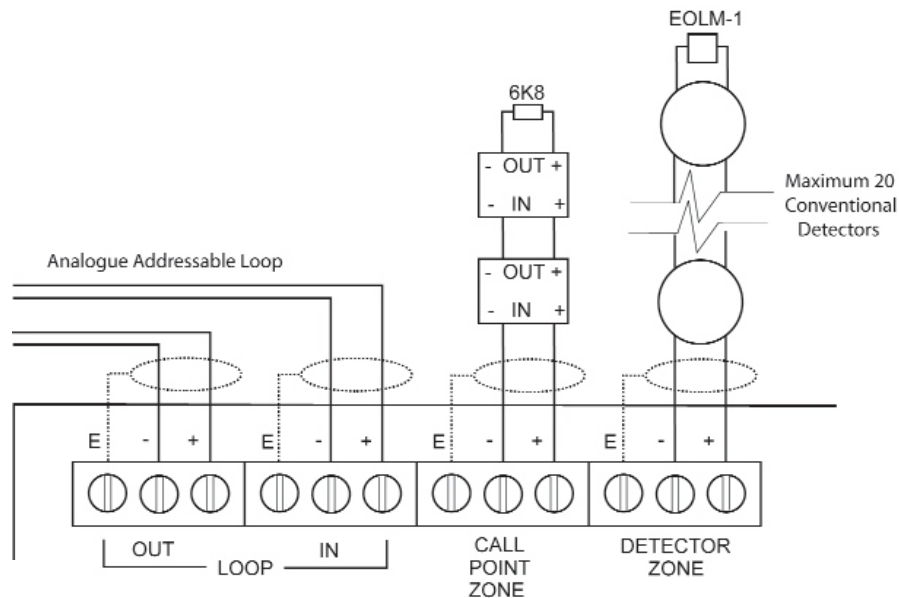 EOLM-1
6K8
- OUT +
- IN +
Maximum 20
Conventional
Detectors
- OUT +
- IN +
Analogue Addressable Loop
E - + E - + E - + E - +
OUT IN
LOOP
CALL
POINT
ZONE
DETECTOR
ZONE